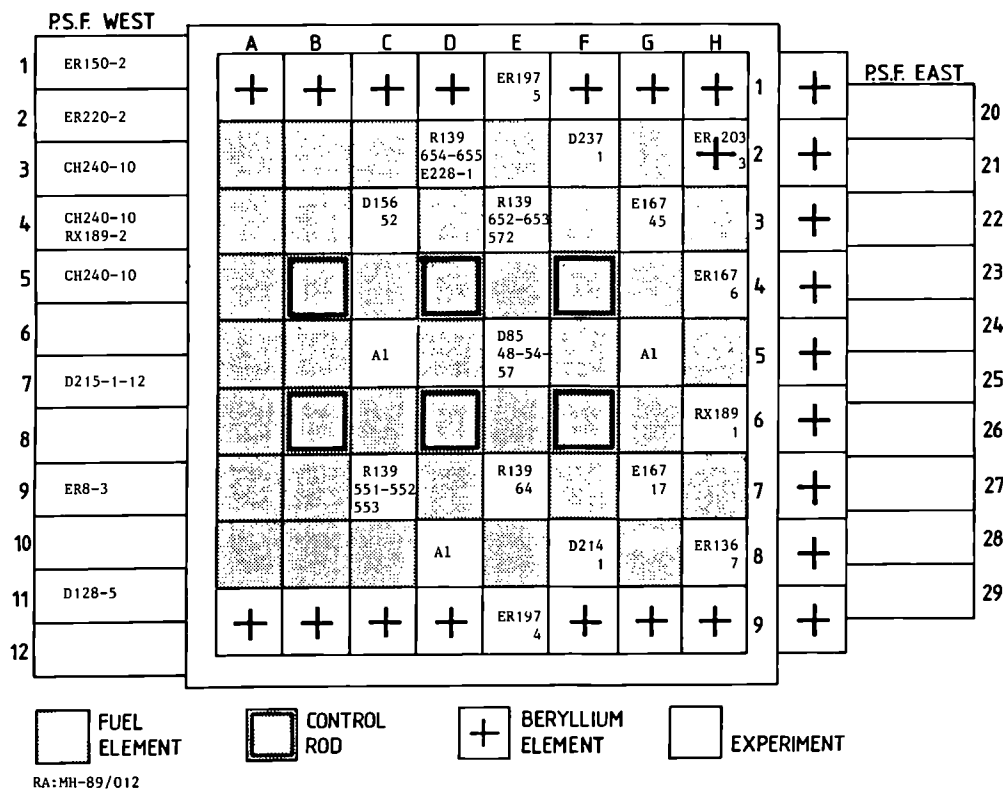 P.S.F. WEST
A B C D E F G H
P.S.F. EAST
1 ER150-2
2 ER220-2
3 CH240-10
4 CH240-10
RX189-2
5 CH240-10
6
7 D215-1-12
8
9 ER8-3
10
11 D128-5
12
ER197
5
1
R139
654-655
E228-1
D237
1
ER 203
3
2
D156
52
R139
652-653
572
E167
45
3
ER167
6
4
Al
D85
48-54-
57
Al
5
RX189
1
6
R139
551-552
553
R139
64
E167
17
7
Al
D214
1
ER136
7
8
ER197
4
9
20
21
22
23
24
25
26
27
28
29
FUEL
ELEMENT
CONTROL
ROD
BERYLLIUM
ELEMENT
EXPERIMENT
RA:MH-89/012